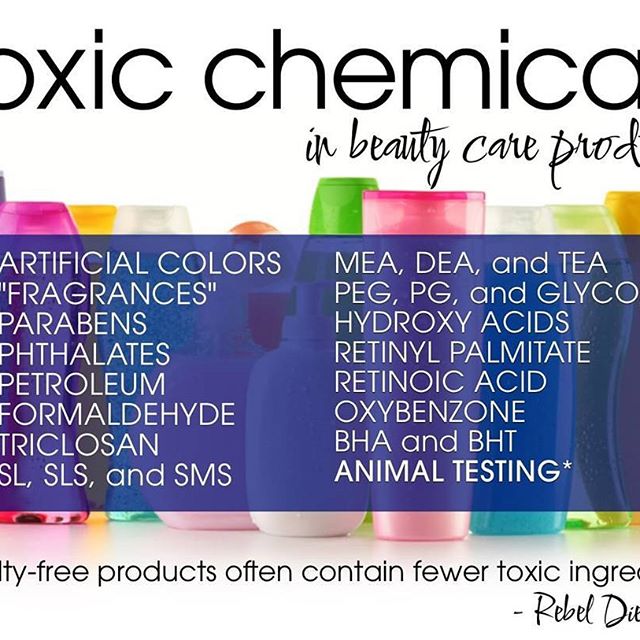 oxic chemica
in beauty care prod
ARTIFICIAL COLORS
"FRAGRANCES"
PARABENS
PHTHALATES
PETROLEUM
FORMALDEHYDE
TRICLOSAN
SL, SLS, and SMS
MEA, DEA, and TEA
PEG, PG, and GLYCO
HYDROXY ACIDS
RETINYL PALMITATE
RETINOIC ACID
OXYBENZONE
BHA and BHT
ANIMAL TESTING*
lty-free products often contain fewer toxic ingre
- Rebel Die